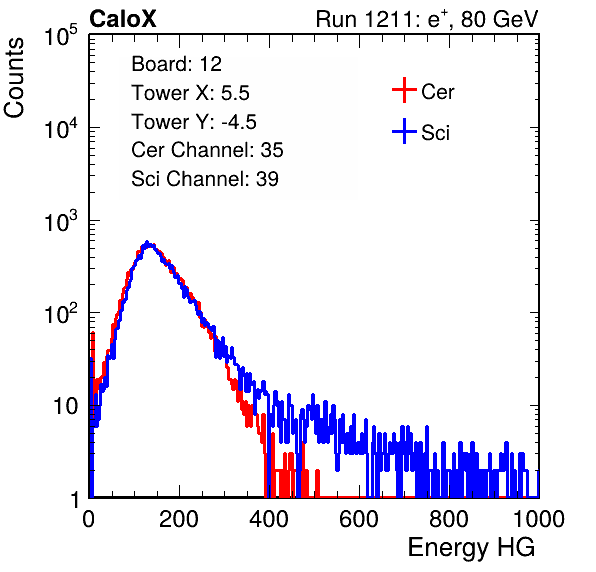 CaloX Run 1211: e⁺, 80 GeV
Counts
10⁵
10⁴
10³
10²
10
1
Board: 12
Tower X: 5.5
Tower Y: -4.5
Cer Channel: 35
Sci Channel: 39
Cer
Sci
0 200 400 600 800 1000
Energy HG